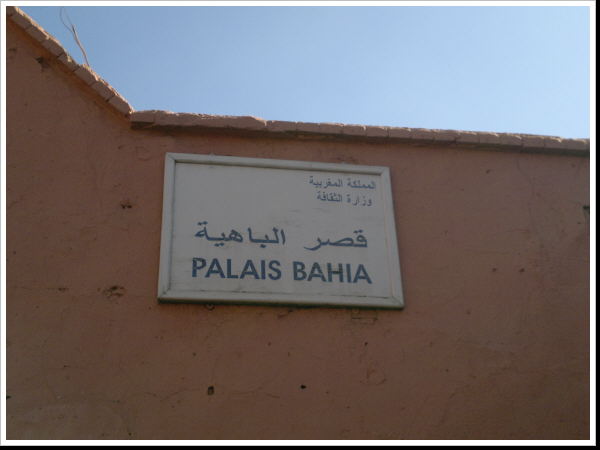 المملكة المغربية
وزارة الثقافة
قصر الباهية
PALAIS BAHIA